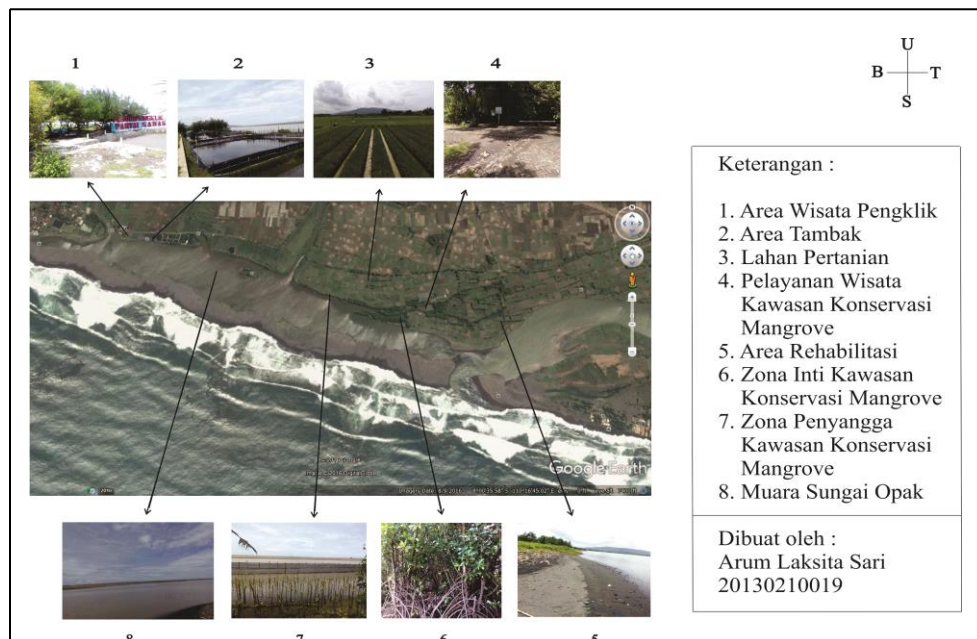 1
2
3
4
U
B
T
S
Google Earth
8
7
6
5
Keterangan :
1. Area Wisata Pengklik
2. Area Tambak
3. Lahan Pertanian
4. Pelayanan Wisata
Kawasan Konservasi
Mangrove
5. Area Rehabilitasi
6. Zona Inti Kawasan
Konservasi Mangrove
7. Zona Penyangga
Kawasan Konservasi
Mangrove
8. Muara Sungai Opak
Dibuat oleh :
Arum Laksita Sari
20130210019